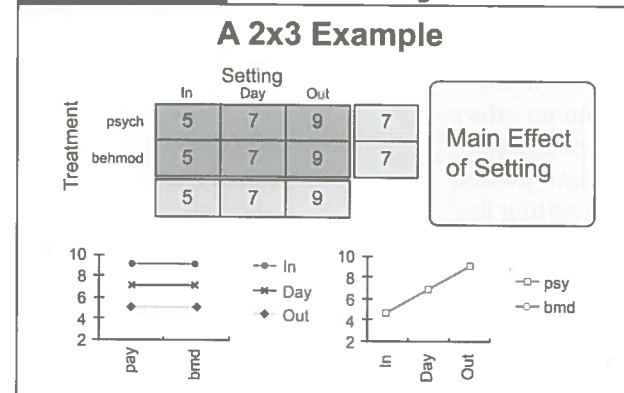 A 2x3 Example
Setting
In Day Out
Treatment
psych 5 7 9 7
behmod 5 7 9 7
5 7 9
Main Effect
of Setting
10
8
6
4
2
pay bmd
In
Day
Out
10
8
6
4
2
In Day Out
psy
bmd